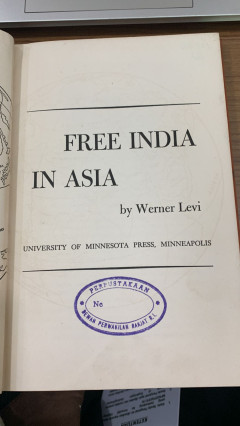 FREE INDIA
IN ASIA
by Werner Levi
UNIVERSITY OF MINNESOTA PRESS, MINNEAPOLIS
PERPUSTAKAAN
No
DEWAN PERWAKILAN RAKJAT R.I.